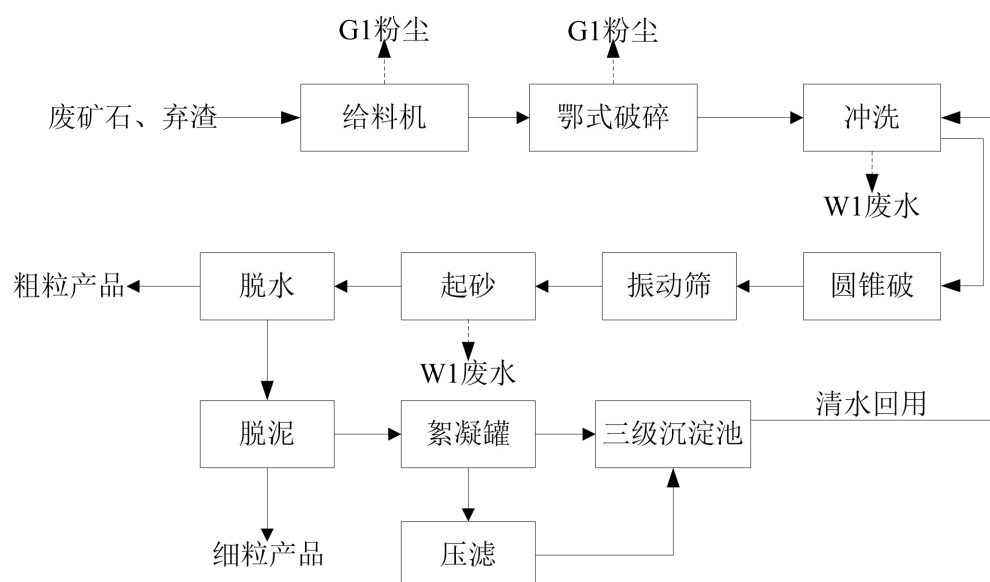 G1粉尘
G1粉尘
废矿石、弃渣
给料机
鄂式破碎
冲洗
W1废水
粗粒产品
脱水
起砂
振动筛
圆锥破
W1废水
清水回用
脱泥
絮凝罐
三级沉淀池
细粒产品
压滤